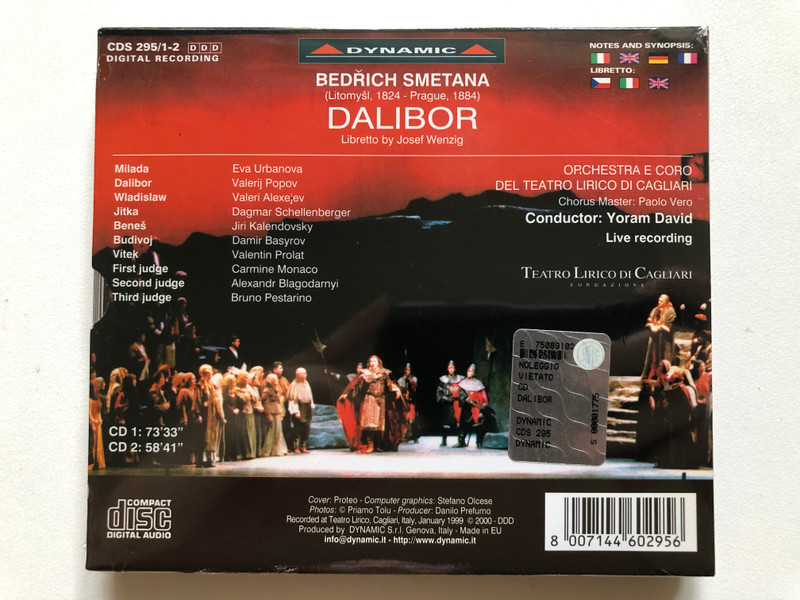 CDS 295/1-2 DDD
DIGITAL RECORDING
DYNAMIC
NOTES AND SYNOPSIS:
LIBRETTO:
BEDŘICH SMETANA
(Litomyšl, 1824 - Prague, 1884)
DALIBOR
Libretto by Josef Wenzig
Milada Eva Urbanova
Dalibor Valerij Popov
Wladislaw Valeri Alexejev
Jitka Dagmar Schellenberger
Beneš Jiri Kalendovsky
Budivoj Damir Basyrov
Vitek Valentin Prolat
First judge Carmine Monaco
Second judge Alexandr Blagodarnyi
Third judge Bruno Pestarino
ORCHESTRA E CORO
DEL TEATRO LIRICO DI CAGLIARI
Chorus Master: Paolo Vero
Conductor: Yoram David
Live recording
TEATRO LIRICO DI CAGLIARI
FONDAZIONE
E 75089102
NOLEGGIO
VIETATO
CD
DALIBOR
DYNAMIC
CDS 295
DYNAMIC
S 00001775
CD 1: 73'33"
CD 2: 58'41"
COMPACT
disc
DIGITAL AUDIO
Cover: Proteo - Computer graphics: Stefano Olcese
Photos: © Priamo Tolu - Producer: Danilo Prefumo
Recorded at Teatro Lirico, Cagliari, Italy, January 1999 © 2000 - DDD
Produced by DYNAMIC S.r.l. Genova, Italy - Made in EU
info@dynamic.it - http://www.dynamic.it
8 007144 602956